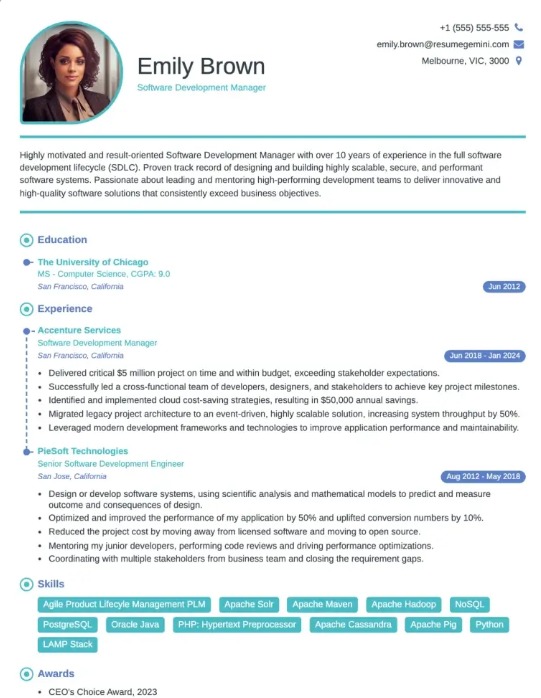 +1 (555) 555-555
emily.brown@resumegemini.com
Melbourne, VIC, 3000
Emily Brown
Software Development Manager
Highly motivated and result-oriented Software Development Manager with over 10 years of experience in the full software
development lifecycle (SDLC). Proven track record of designing and building highly scalable, secure, and performant
software systems. Passionate about leading and mentoring high-performing development teams to deliver innovative and
high-quality software solutions that consistently exceed business objectives.
Education
The University of Chicago
MS - Computer Science, CGPA: 9.0
San Francisco, California
Jun 2012
Experience
Accenture Services
Software Development Manager
San Francisco, California
Jun 2018 - Jan 2024
• Delivered critical $5 million project on time and within budget, exceeding stakeholder expectations.
• Successfully led a cross-functional team of developers, designers, and stakeholders to achieve key project milestones.
• Identified and implemented cloud cost-saving strategies, resulting in $50,000 annual savings.
• Migrated legacy project architecture to an event-driven, highly scalable solution, increasing system throughput by 50%.
• Leveraged modern development frameworks and technologies to improve application performance and maintainability.
PieSoft Technologies
Senior Software Development Engineer
San Jose, California
Aug 2012 - May 2018
• Design or develop software systems, using scientific analysis and mathematical models to predict and measure
outcome and consequences of design.
• Optimized and improved the performance of my application by 50% and uplifted conversion numbers by 10%.
• Reduced the project cost by moving away from licensed software and moving to open source.
• Mentoring my junior developers, performing code reviews and driving performance optimizations.
• Coordinating with multiple stakeholders from business team and closing the requirement gaps.
Skills
Agile Product Lifecyle Management PLM Apache Solr Apache Maven Apache Hadoop NoSQL
PostgreSQL Oracle Java PHP: Hypertext Preprocessor Apache Cassandra Apache Pig Python
LAMP Stack
Awards
• CEO's Choice Award, 2023